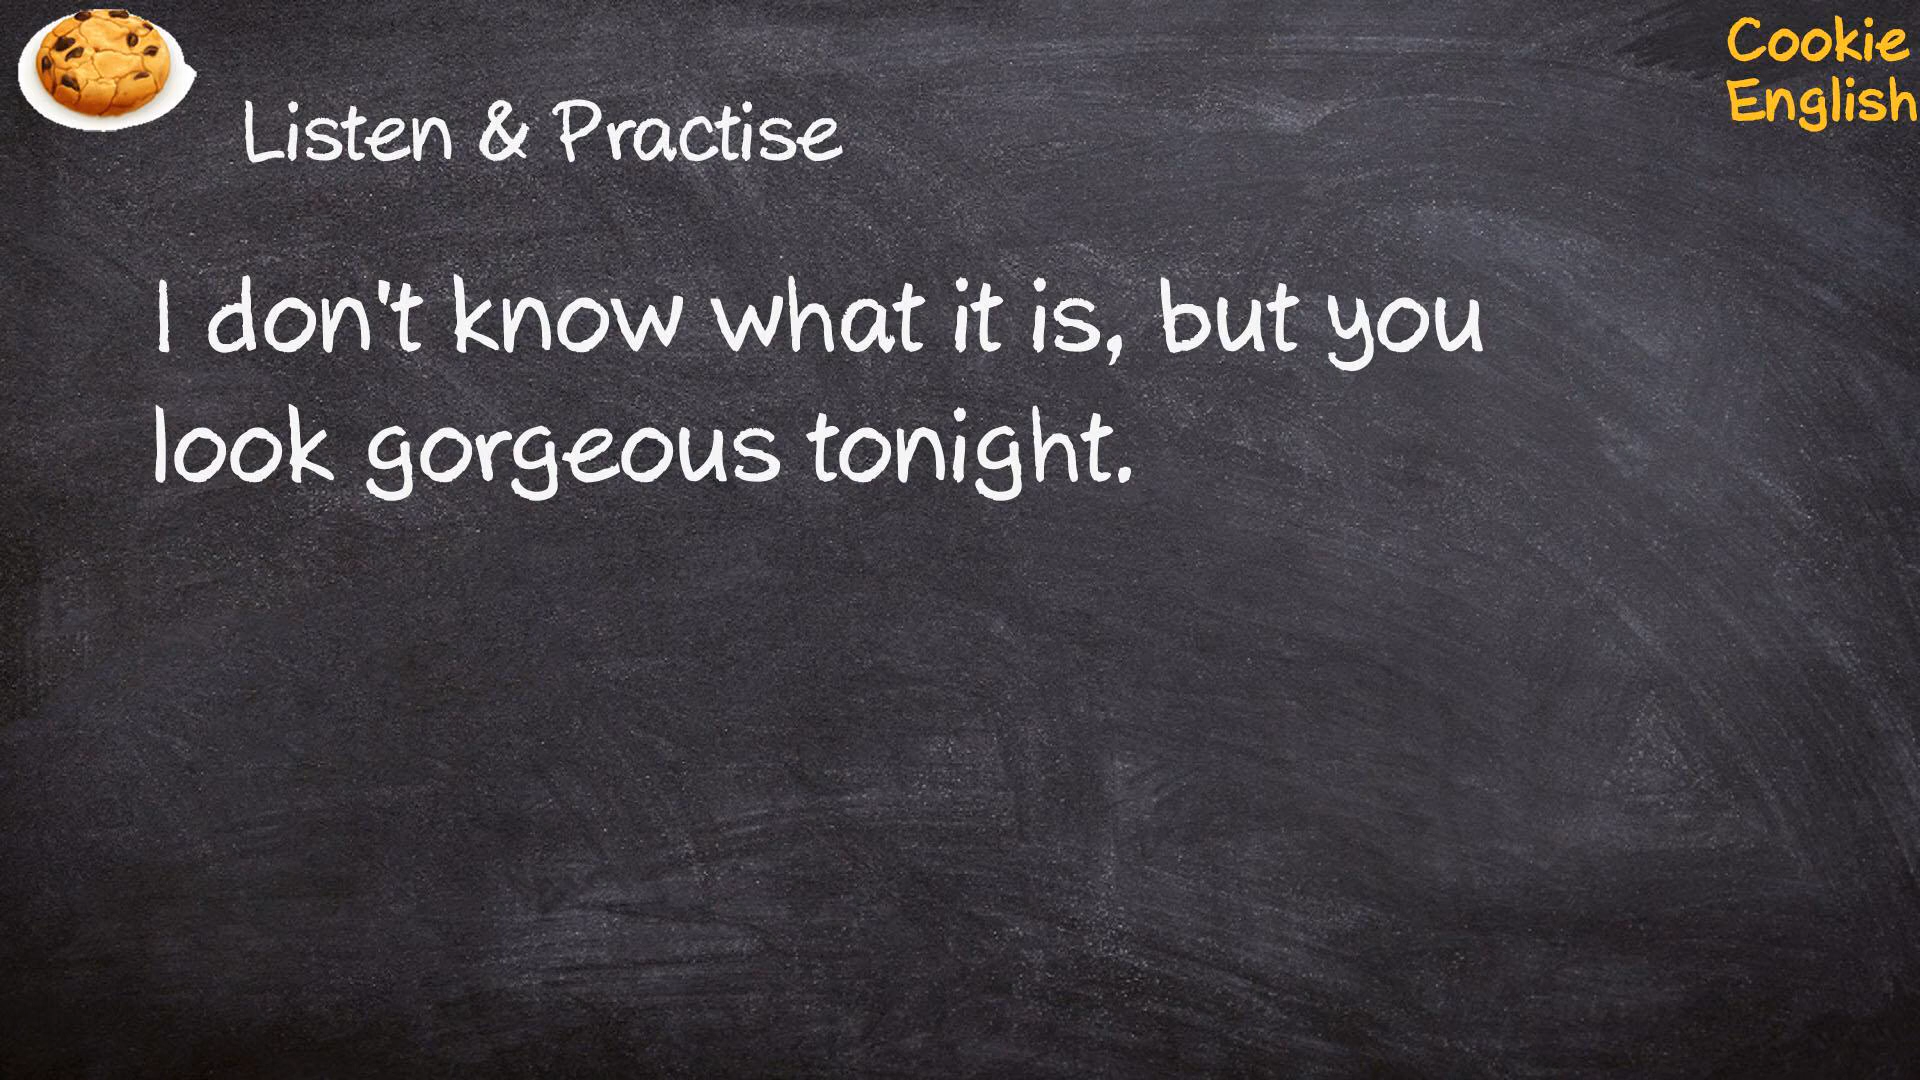 Cookie
English
Listen & Practise
I don't know what it is, but you
look gorgeous tonight.